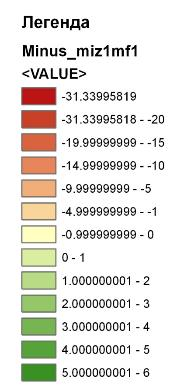 Легенда
Minus_miz1mf1
<VALUE>
-31.33995819
-31.33995818 - -20
-19.99999999 - -15
-14.99999999 - -10
-9.99999999 - -5
-4.999999999 - -1
-0.999999999 - 0
0 - 1
1.000000001 - 2
2.000000001 - 3
3.000000001 - 4
4.000000001 - 5
5.000000001 - 6